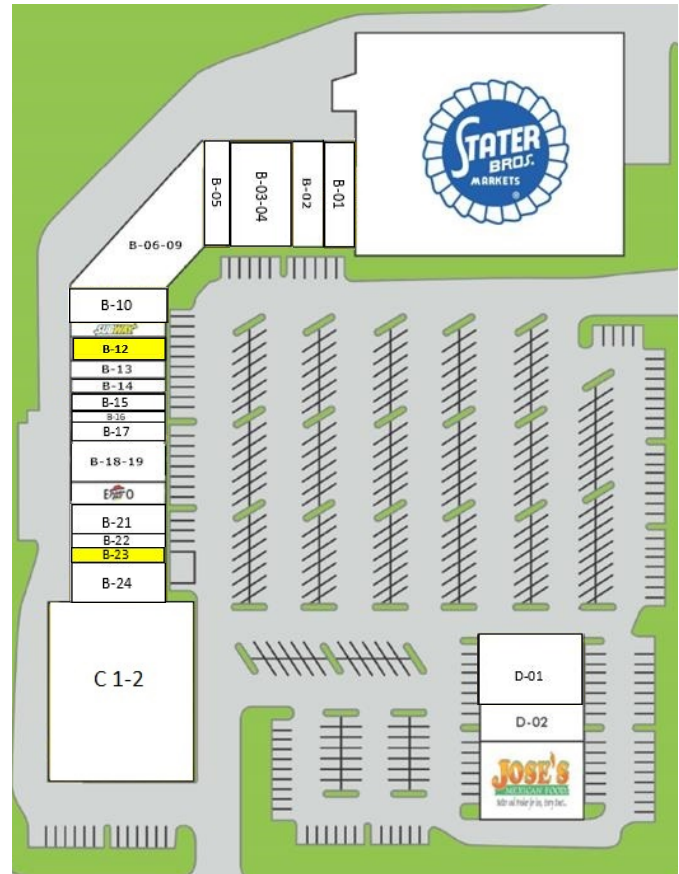 STATER
BROS.
MARKETS
®
B-05
B-03-04
B-02
B-01
B-06-09
B-10
SUBWAY
B-12
B-13
B-14
B-15
B-16
B-17
B-18-19
B-21
B-22
B-23
B-24
C 1-2
D-01
D-02
JOSE'S
MEXICAN FOOD